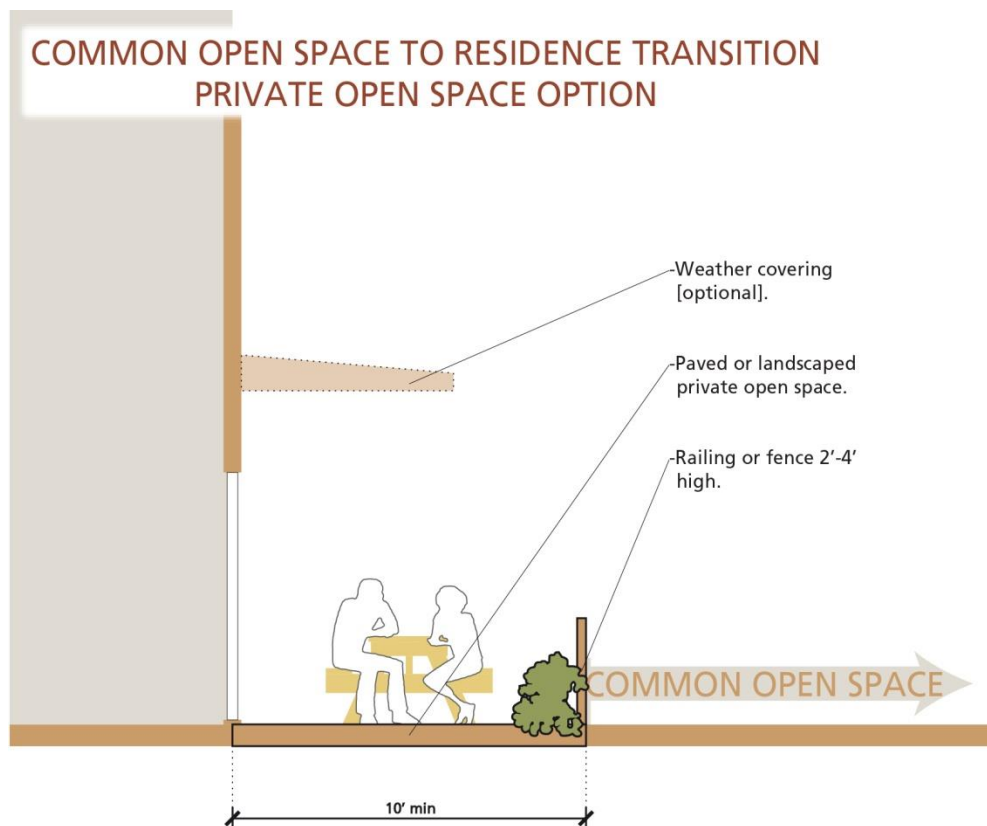 COMMON OPEN SPACE TO RESIDENCE TRANSITION
PRIVATE OPEN SPACE OPTION
-Weather covering
[optional].
-Paved or landscaped
private open space.
-Railing or fence 2’-4’
high.
COMMON OPEN SPACE
10’ min